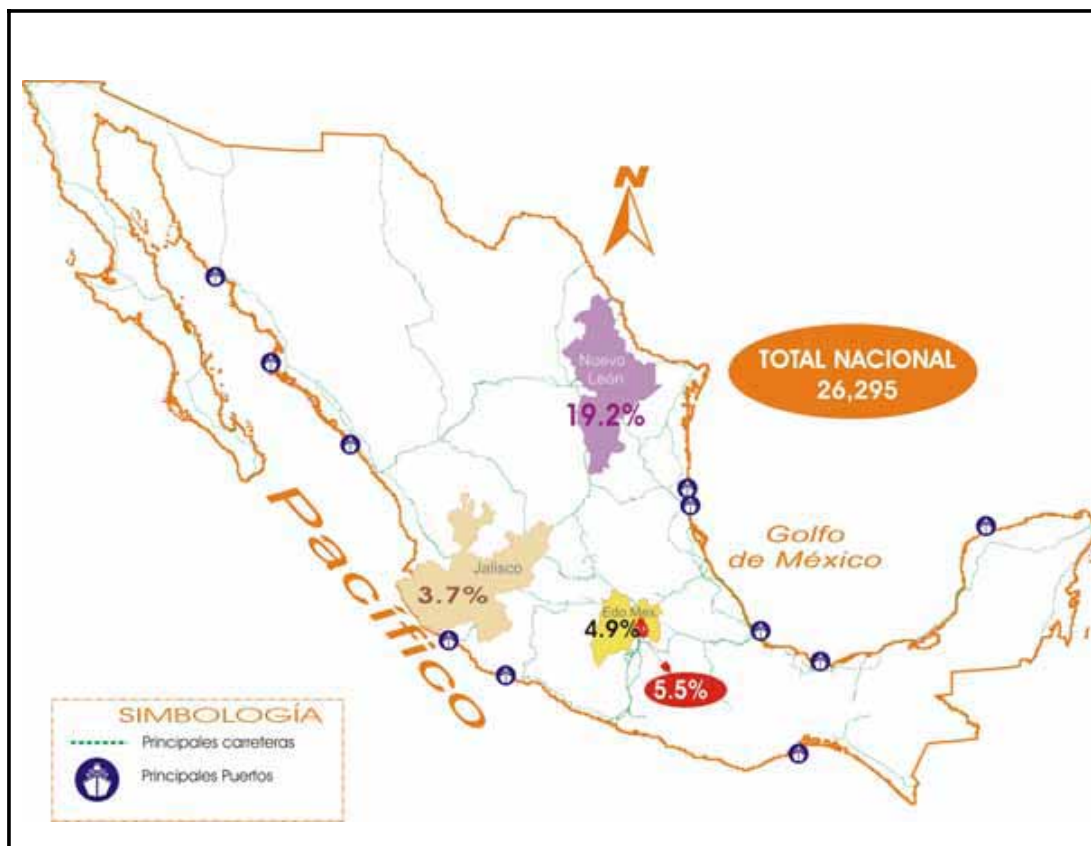 N
TOTAL NACIONAL
26,295
Nuevo
León
19.2%
Pacífico
Golfo
de México
Jalisco
3.7%
Edo Mex.
4.9%
5.5%
SIMBOLOGÍA
Principales carreteras
Principales Puertos